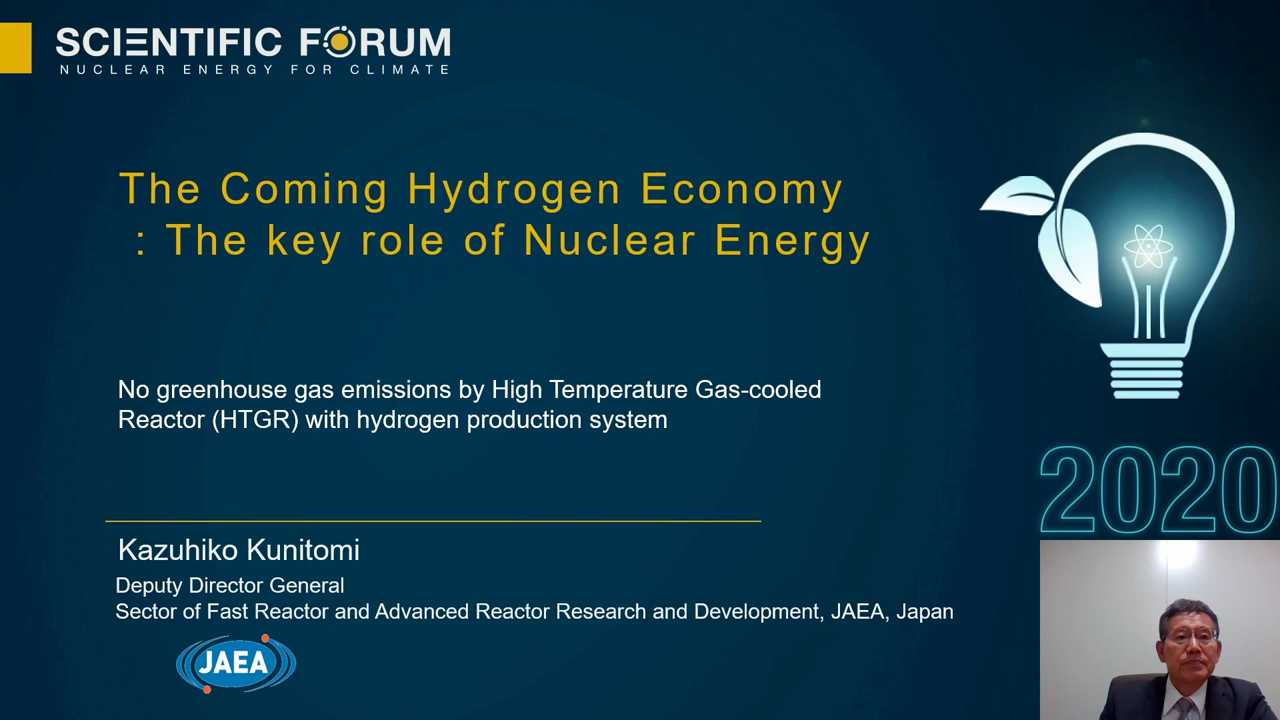 SCIENTIFIC FORUM
NUCLEAR ENERGY FOR CLIMATE
The Coming Hydrogen Economy
: The key role of Nuclear Energy
No greenhouse gas emissions by High Temperature Gas-cooled
Reactor (HTGR) with hydrogen production system
2020
Kazuhiko Kunitomi
Deputy Director General
Sector of Fast Reactor and Advanced Reactor Research and Development, JAEA, Japan
JAEA